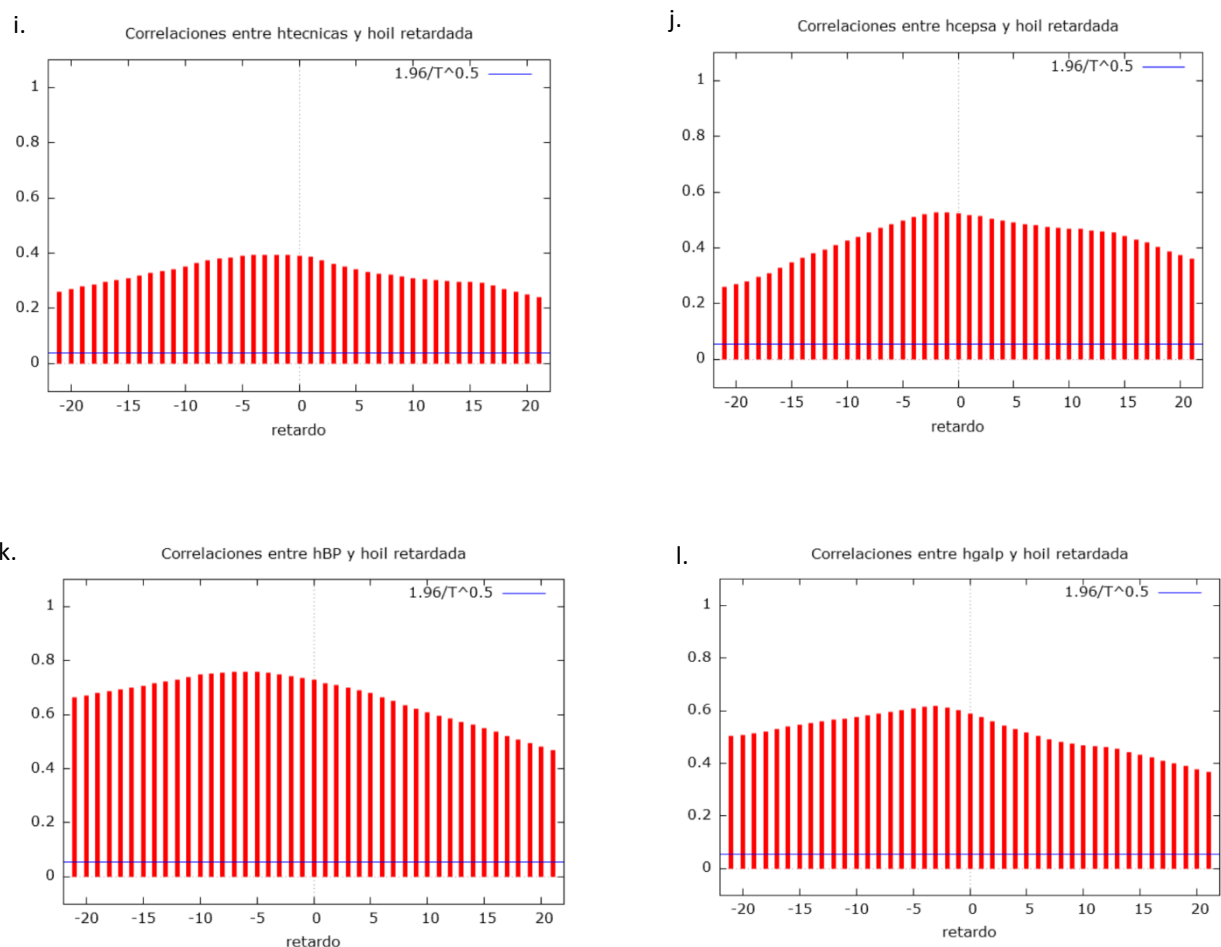 i.
Correlaciones entre htecnicas y hoil retardada
1.96/T^0.5
1
0.8
0.6
0.4
0.2
0
-20 -15 -10 -5 0 5 10 15 20
retardo
j.
Correlaciones entre hcepsa y hoil retardada
1.96/T^0.5
1
0.8
0.6
0.4
0.2
0
-20 -15 -10 -5 0 5 10 15 20
retardo
k.
Correlaciones entre hBP y hoil retardada
1.96/T^0.5
1
0.8
0.6
0.4
0.2
0
-20 -15 -10 -5 0 5 10 15 20
retardo
l.
Correlaciones entre hgalp y hoil retardada
1.96/T^0.5
1
0.8
0.6
0.4
0.2
0
-20 -15 -10 -5 0 5 10 15 20
retardo